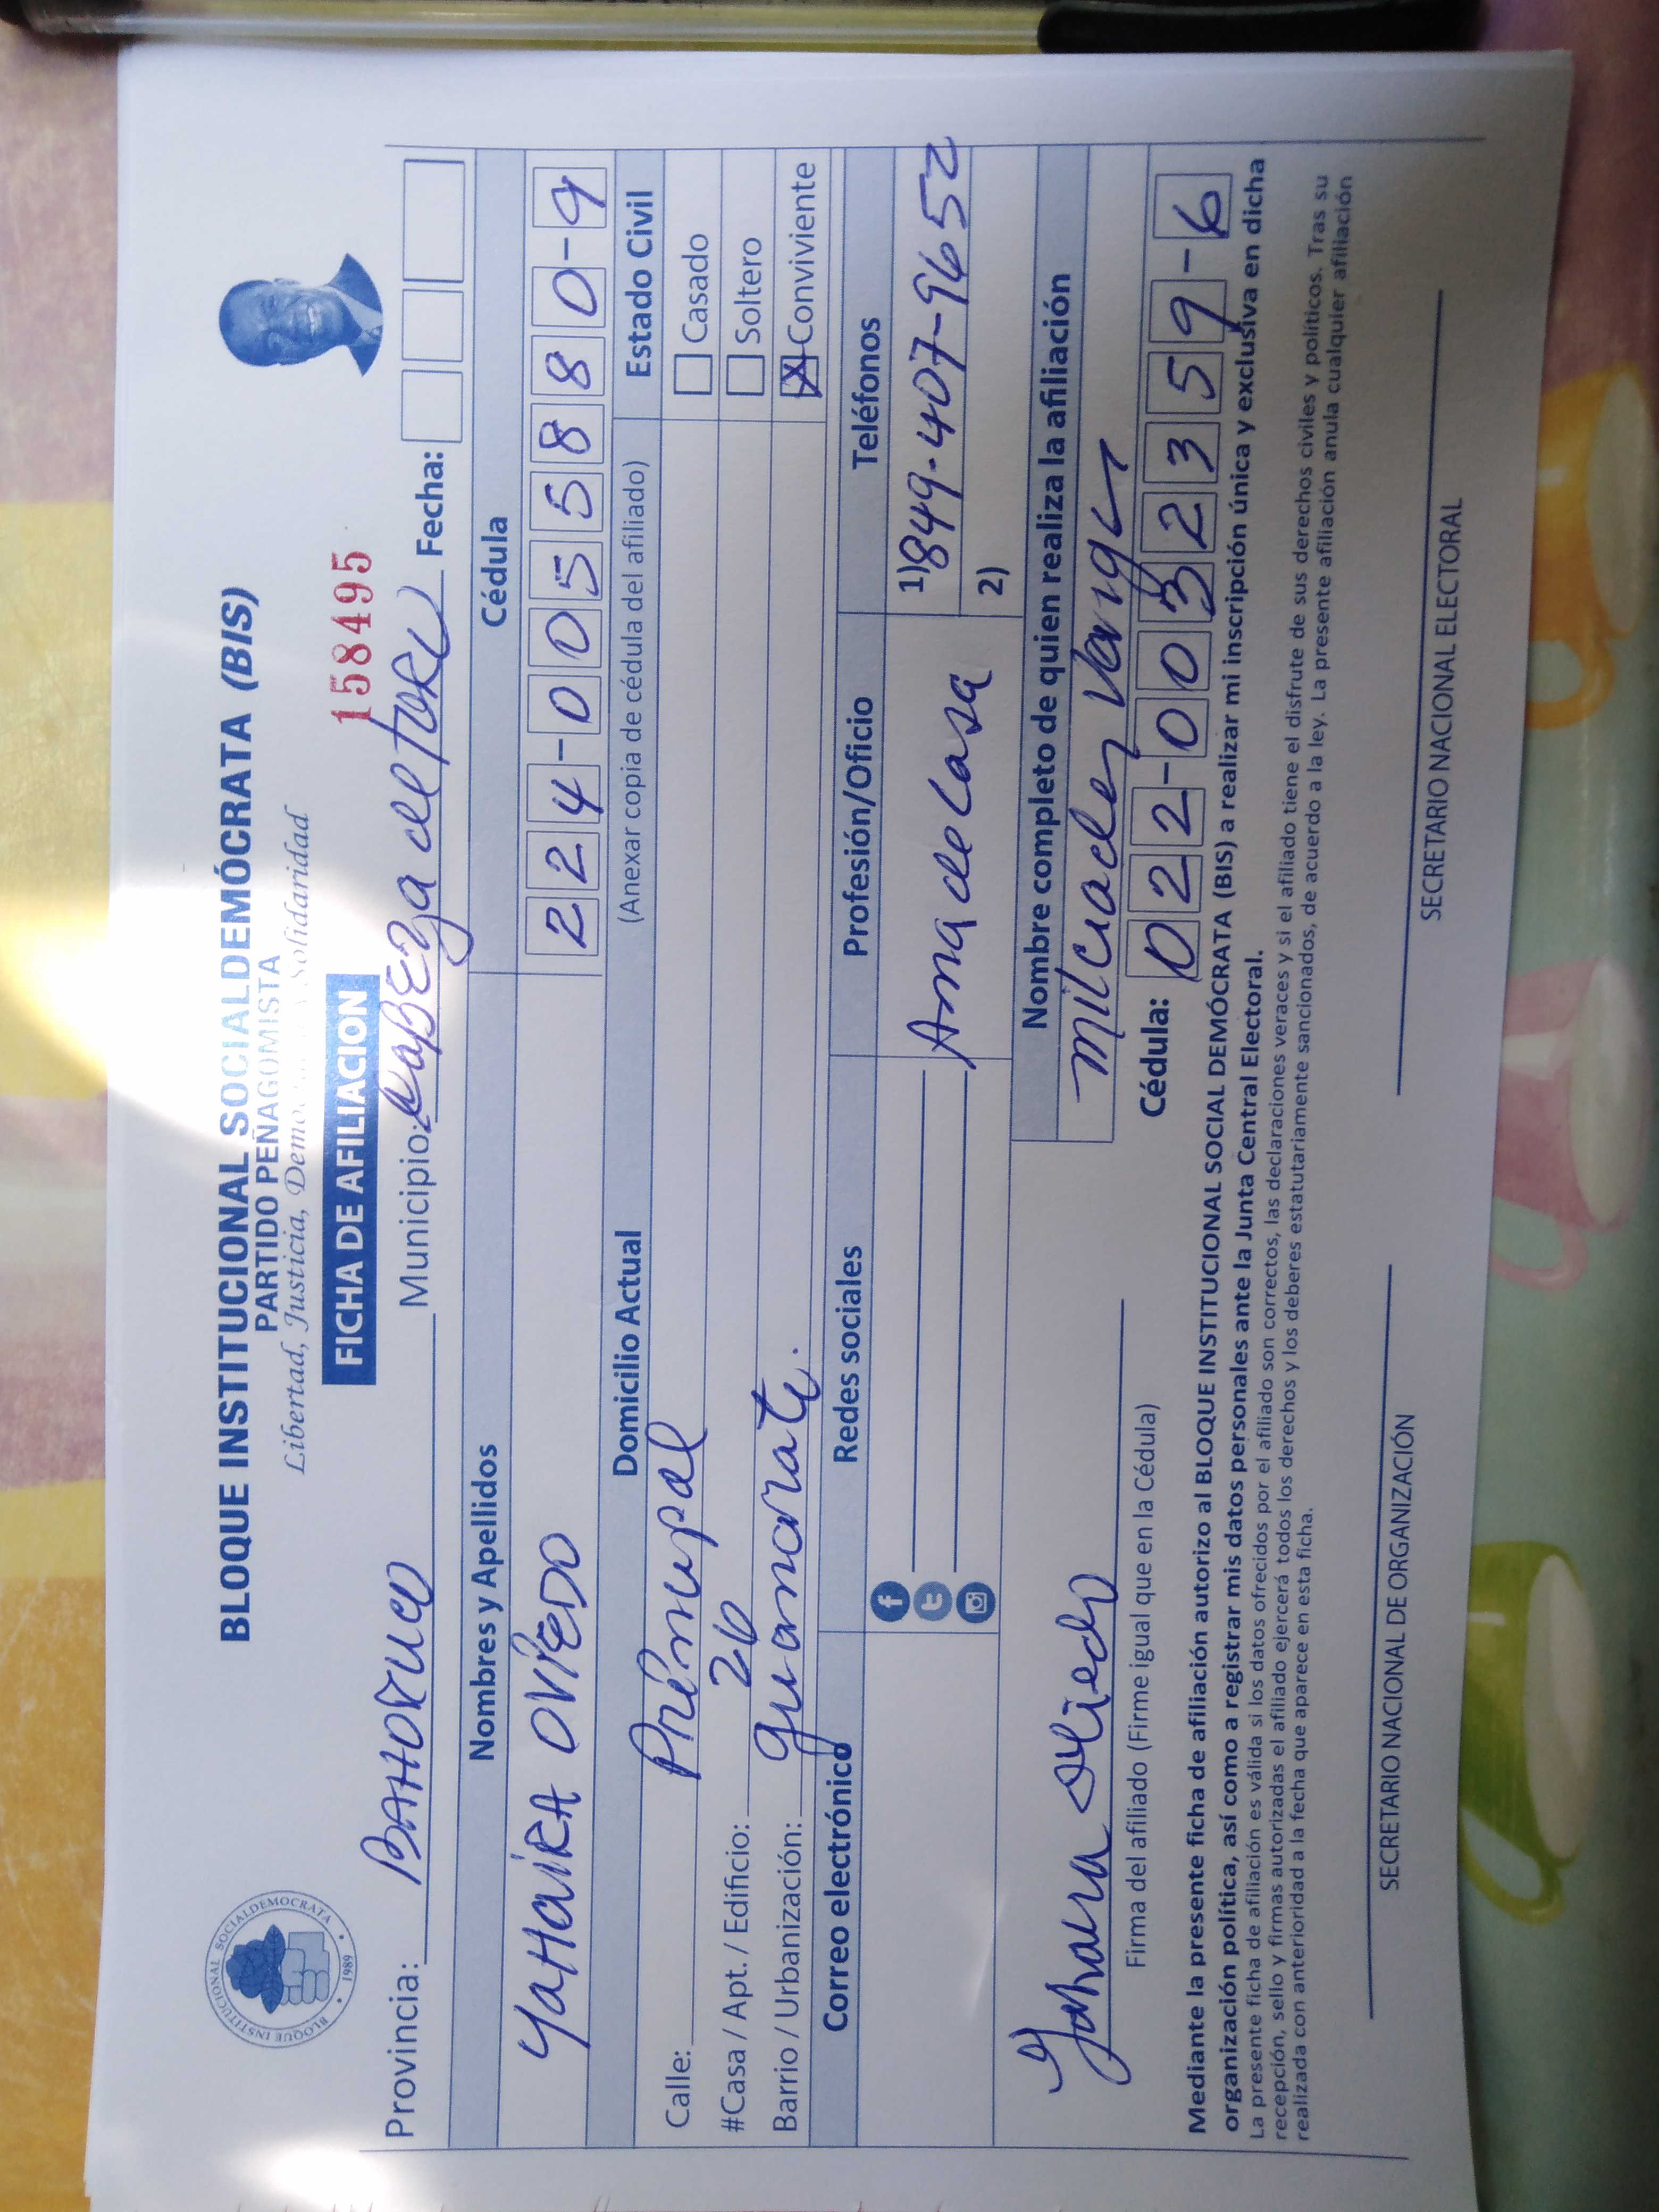 BLOQUE INSTITUCIONAL SOCIALDEMÓCRATA (BIS)
PARTIDO PEÑAGOMISTA
Libertad, Justicia, Democracia y Solidaridad
BLOQUE INSTITUCIONAL SOCIALDEMOCRATA
1989
158495
FICHA DE AFILIACION
Provincia: BAHORUCO Municipio: CABEZA de TORO Fecha:
Nombres y Apellidos Cédula
YAHAIRA OVIEDO 224-0055880-9
Domicilio Actual (Anexar copia de cédula del afiliado) Estado Civil
Calle: Principal Casado
#Casa / Apt. / Edificio: 26 Soltero
Barrio / Urbanización: Guanarate. X Conviviente
Correo electrónico Redes sociales Profesión/Oficio Teléfonos
Ama de Casa 1) 849-407-9652
2)
Nombre completo de quien realiza la afiliación
milciades
Cédula: 022-0032359-6
Yahaira Oviedo
Firma del afiliado (Firme igual que en la Cédula)
Mediante la presente ficha de afiliación autorizo al BLOQUE INSTITUCIONAL SOCIAL DEMÓCRATA (BIS) a realizar mi inscripción única y exclusiva en dicha
organización política, así como a registrar mis datos personales ante la Junta Central Electoral.
La presente ficha de afiliación es válida si los datos ofrecidos por el afiliado son correctos, las declaraciones veraces y si el afiliado tiene el disfrute de sus derechos civiles y políticos. Tras su
recepción, sello y firmas autorizadas el afiliado ejercerá todos los derechos y los deberes estatutariamente sancionados, de acuerdo a la ley. La presente afiliación anula cualquier afiliación
realizada con anterioridad a la fecha que aparece en esta ficha.
SECRETARIO NACIONAL DE ORGANIZACIÓN SECRETARIO NACIONAL ELECTORAL